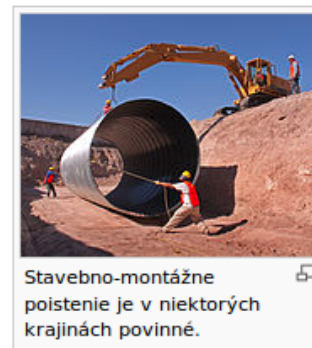 Stavebno-montážne
poistenie je v niektorých
krajinách povinné.